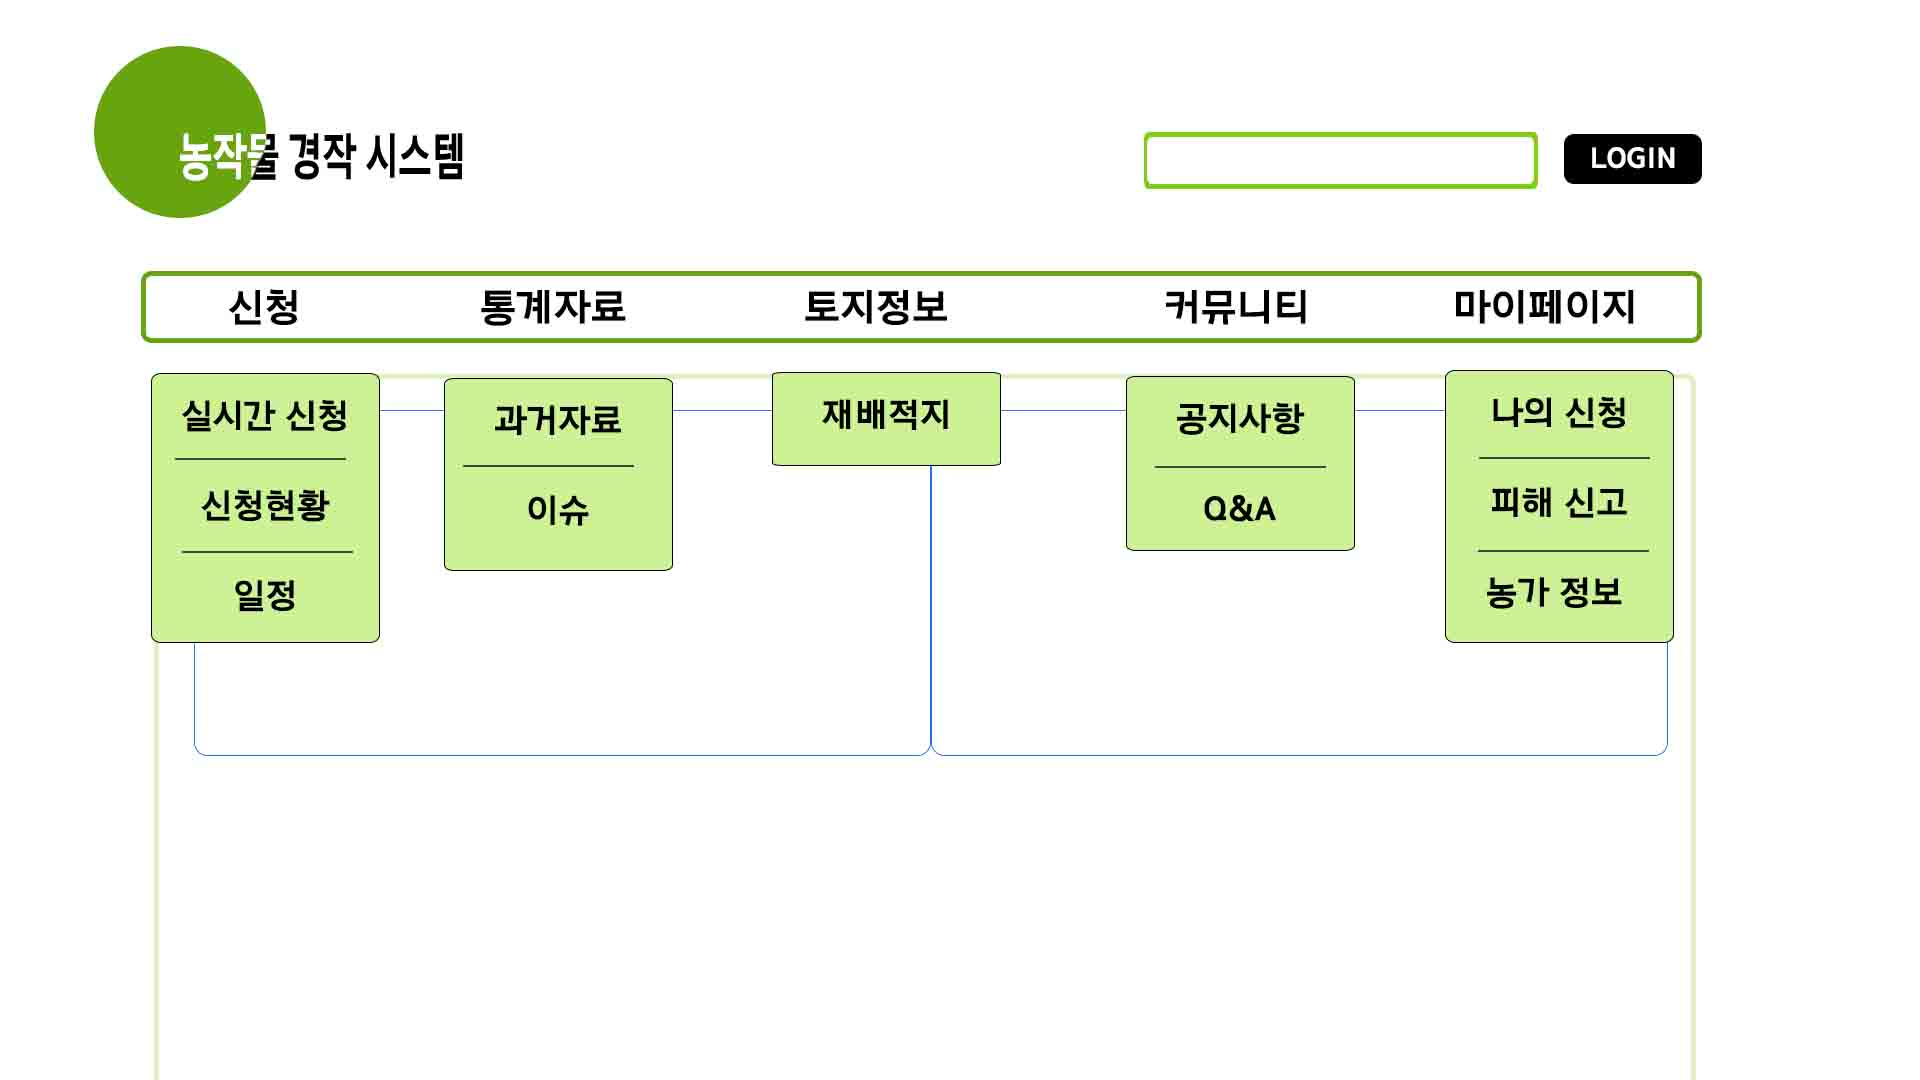 농작물 경작 시스템
LOGIN
신청 통계자료 토지정보 커뮤니티 마이페이지
실시간 신청
신청현황
일정
과거자료
이슈
재배적지
공지사항
Q&A
나의 신청
피해 신고
농가 정보